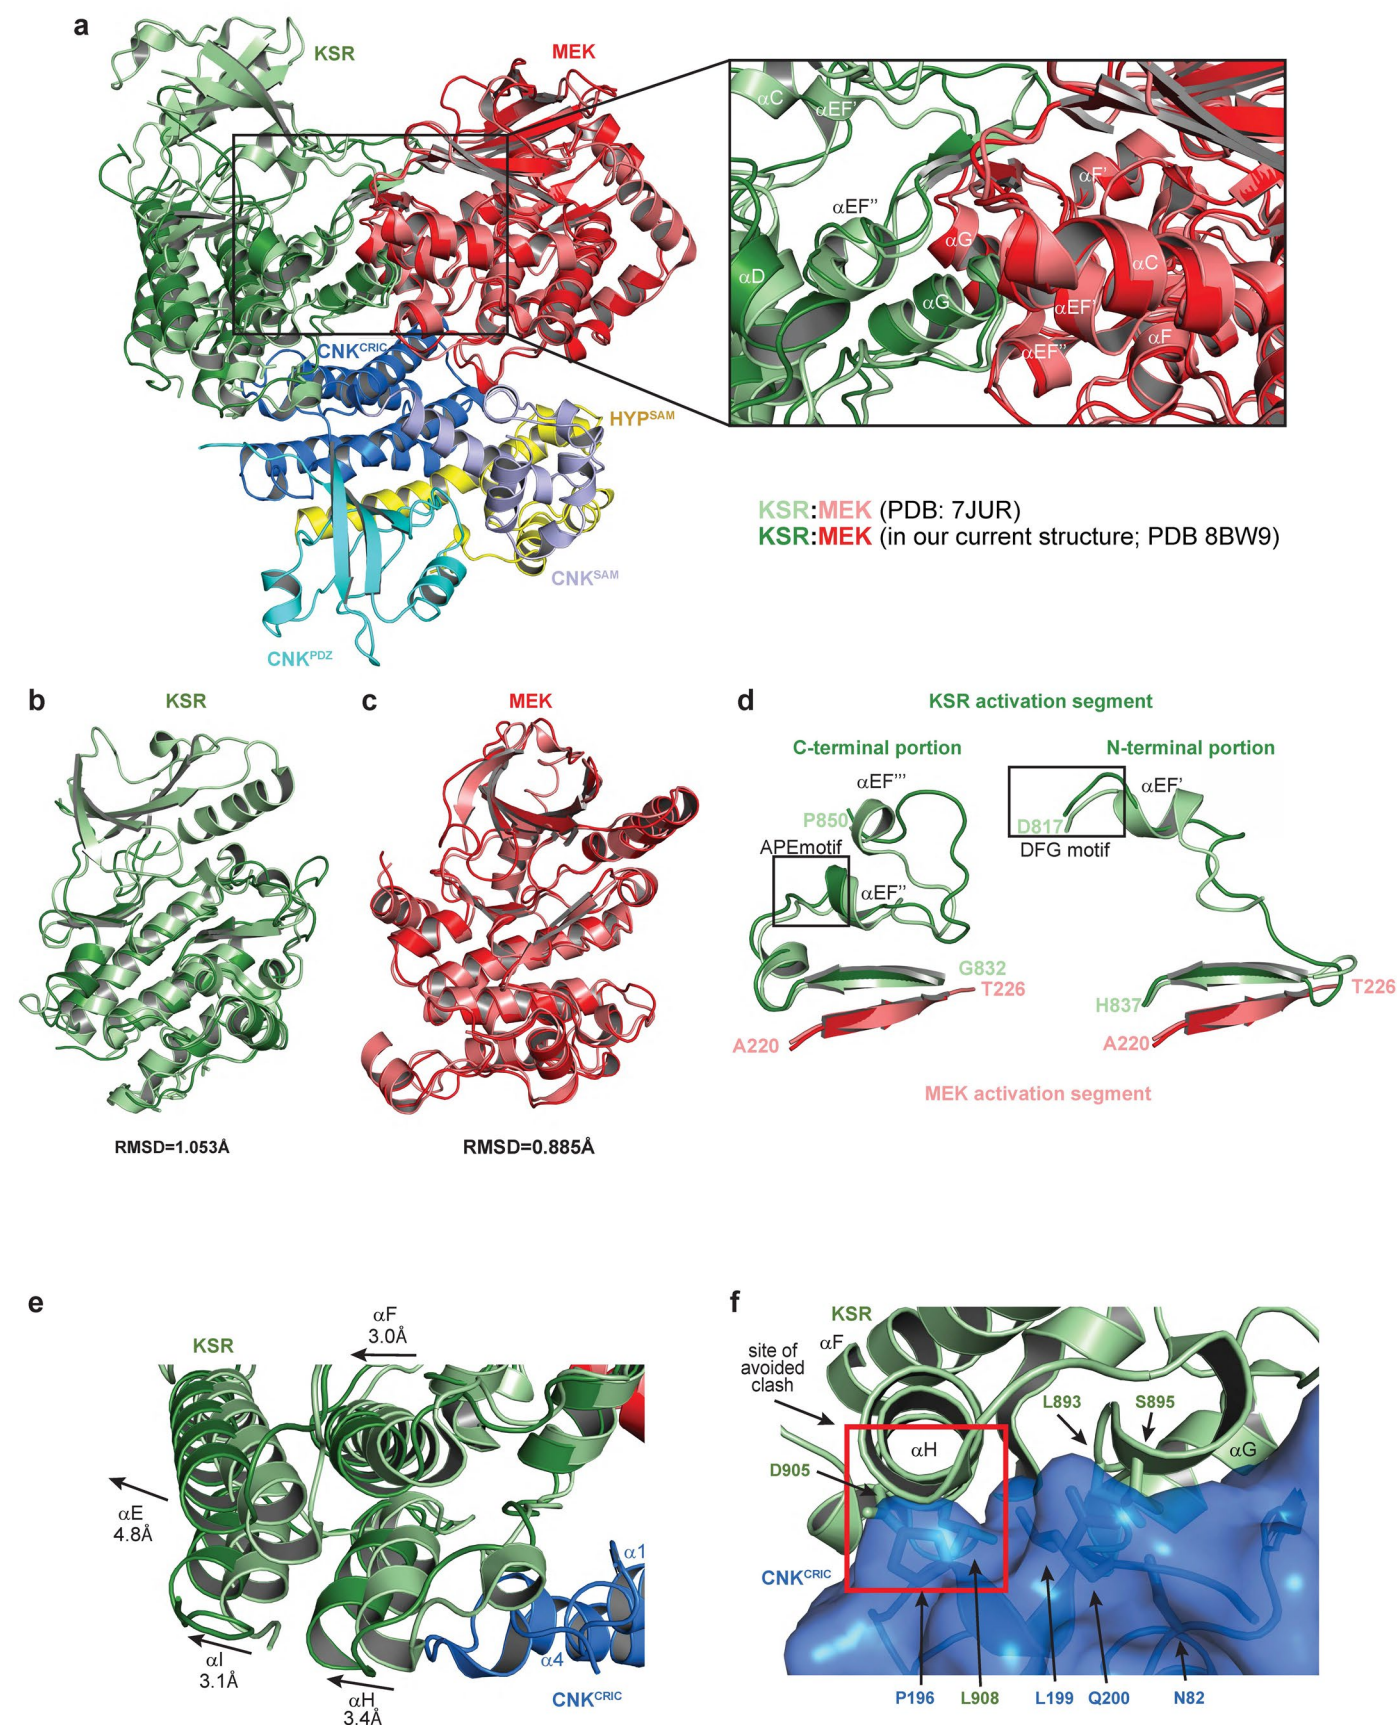 a
KSR
MEK
CNKCRIC
HYPSAM
CNKSAM
CNKPDZ
αC
αEF'
αEF''
αD
αG
αG
αF'
αC
αEF'
αEF''
αF
KSR:MEK (PDB: 7JUR)
KSR:MEK (in our current structure; PDB 8BW9)
b
KSR
RMSD=1.053Å
c
MEK
RMSD=0.885Å
d
KSR activation segment
C-terminal portion
N-terminal portion
αEF'''
P850
APEmotif
αEF''
G832
T226
A220
αEF'
D817
DFG motif
H837
T226
A220
MEK activation segment
e
KSR
αF
3.0Å
αE
4.8Å
αI
3.1Å
αH
3.4Å
α1
α4
CNKCRIC
f
KSR
αF
site of
avoided
clash
L893
S895
αH
αG
D905
CNKCRIC
P196
L908
L199
Q200
N82